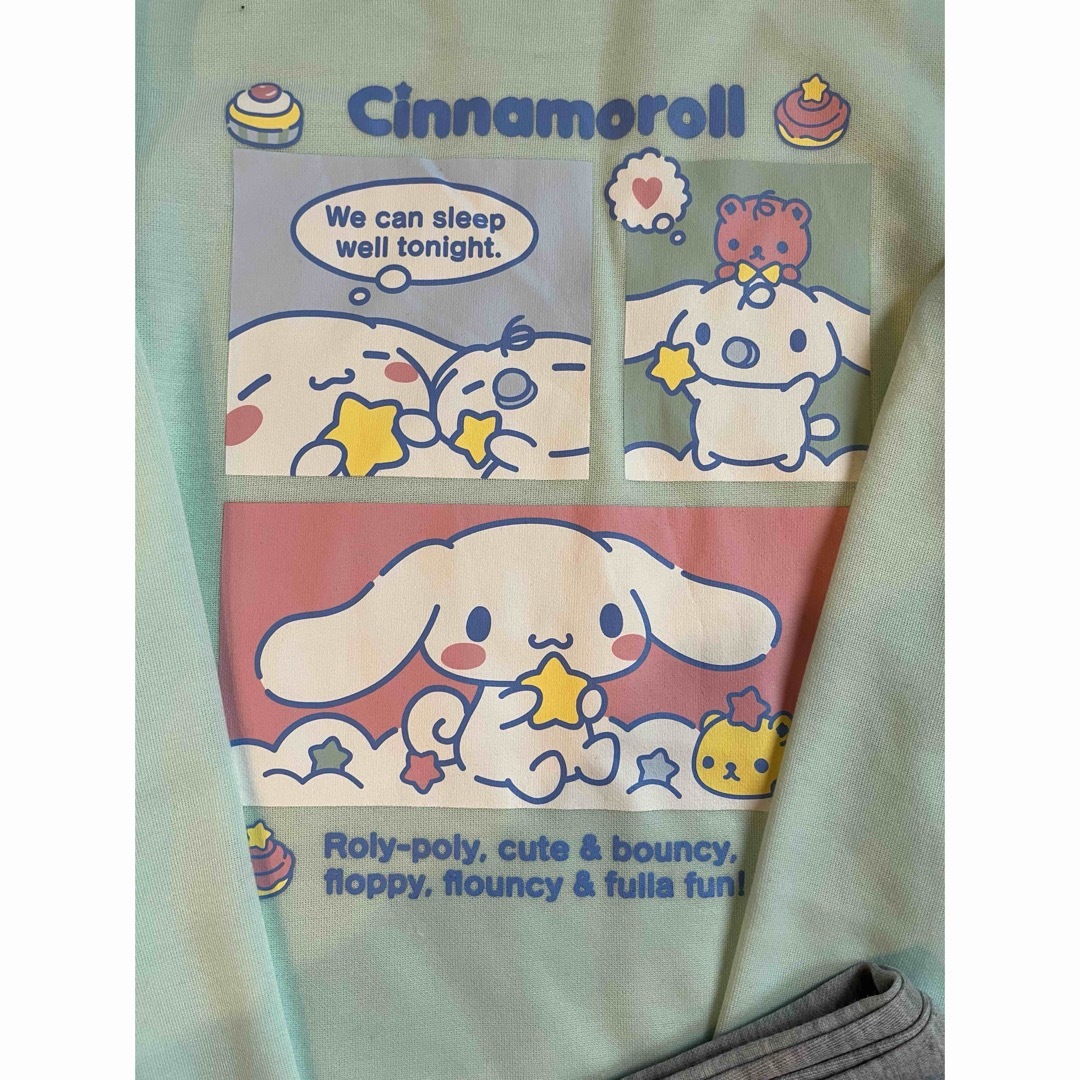 Cinnamoroll
We can sleep
well tonight.
Roly-poly, cute & bouncy,
floppy, flouncy & fulla fun!